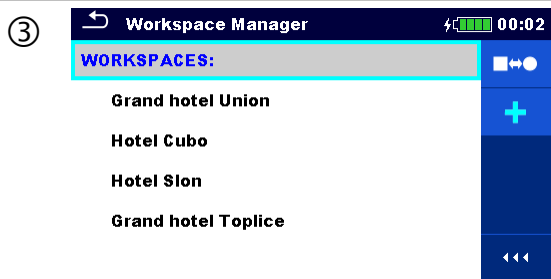 ③
Workspace Manager 00:02
WORKSPACES:
Grand hotel Union
Hotel Cubo
Hotel Slon
Grand hotel Toplice